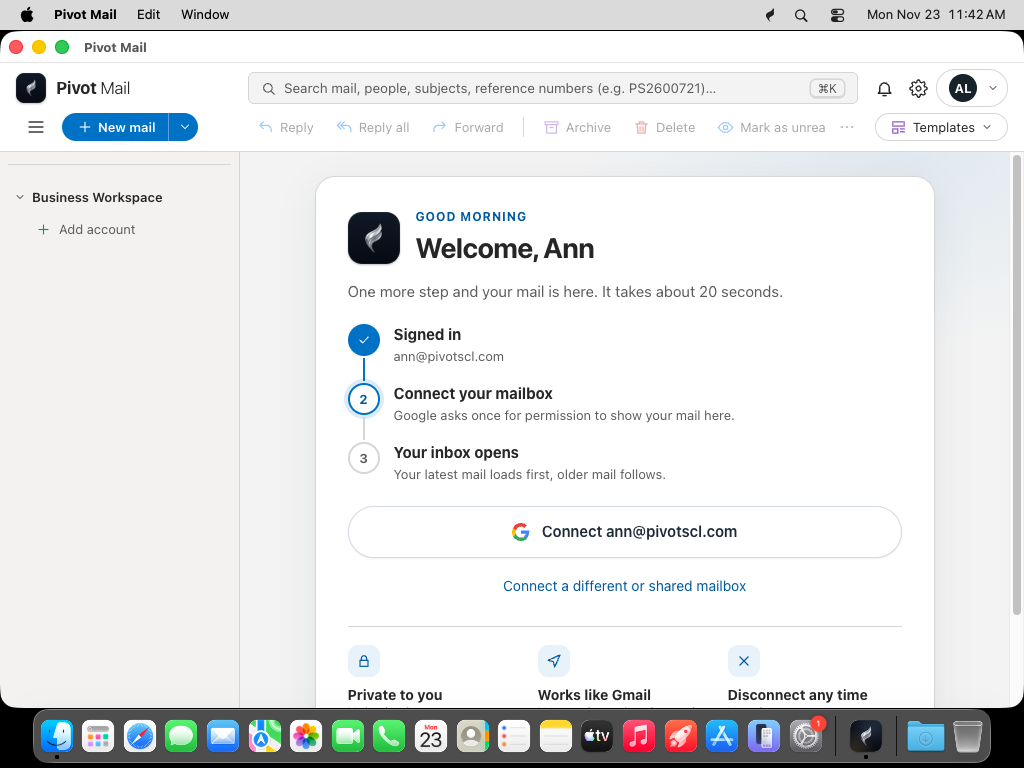 Pivot Mail Edit Window Mon Nov 23 11:42 AM
Pivot Mail
Pivot Mail
Search mail, people, subjects, reference numbers (e.g. PS2600721)... ⌘K
AL
New mail
Reply Reply all Forward Archive Delete Mark as unrea ...
Templates
Business Workspace
Add account
GOOD MORNING
Welcome, Ann
One more step and your mail is here. It takes about 20 seconds.
Signed in
ann@pivotscl.com
2
Connect your mailbox
Google asks once for permission to show your mail here.
3
Your inbox opens
Your latest mail loads first, older mail follows.
Connect ann@pivotscl.com
Connect a different or shared mailbox
Private to you
Works like Gmail
Disconnect any time
Mon
23
tv
1